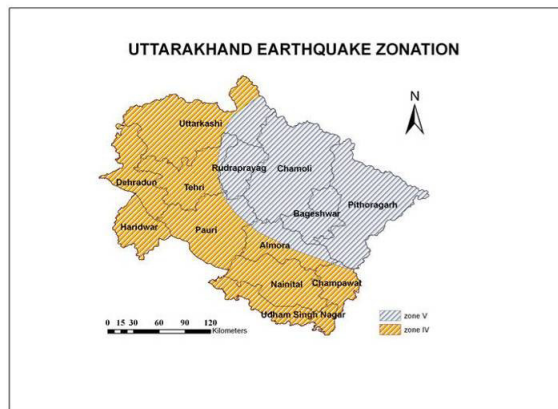 UTTARAKHAND EARTHQUAKE ZONATION
N
Uttarkashi
Rudraprayag
Chamoli
Dehradun
Tehri
Bageshwar
Pithoragarh
Haridwar
Pauri
Almora
Nainital
Champawat
Udham Singh Nagar
zone V
zone IV
0 15 30 60 90 120
Kilometers